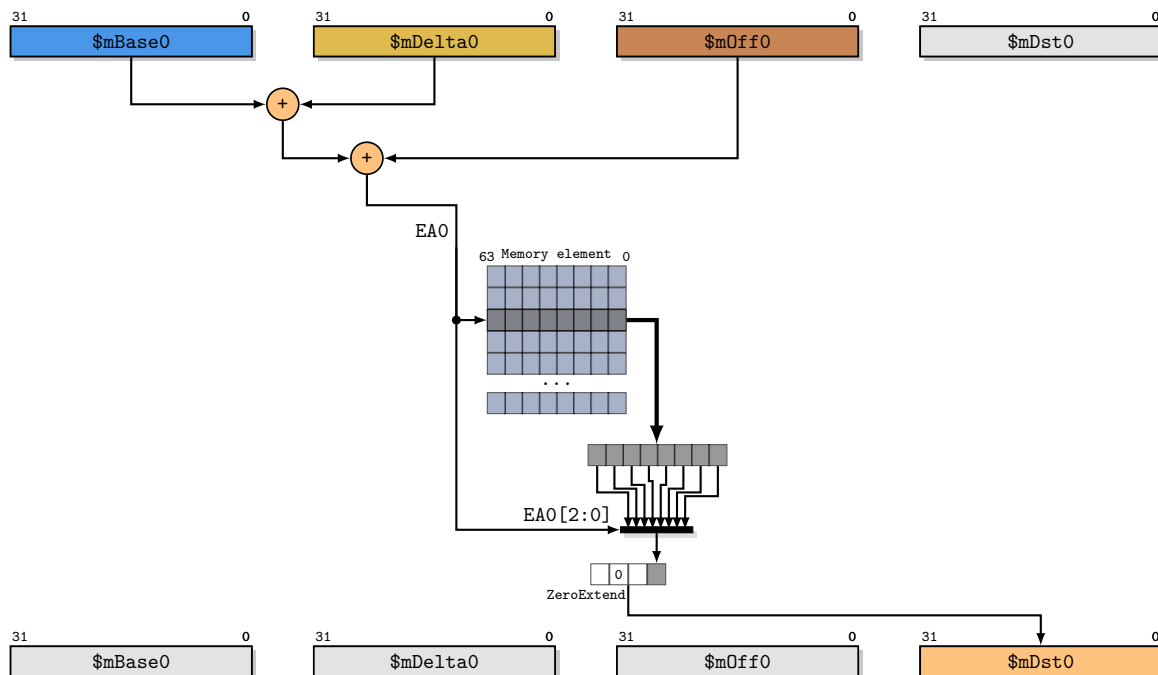 31 0 31 0 31 0 31 0
$mBase0 $mDelta0 $mOff0 $mDst0
+
+
EA0
63 Memory element 0
...
EA0[2:0]
0
ZeroExtend
31 0 31 0 31 0 31 0
$mBase0 $mDelta0 $mOff0 $mDst0